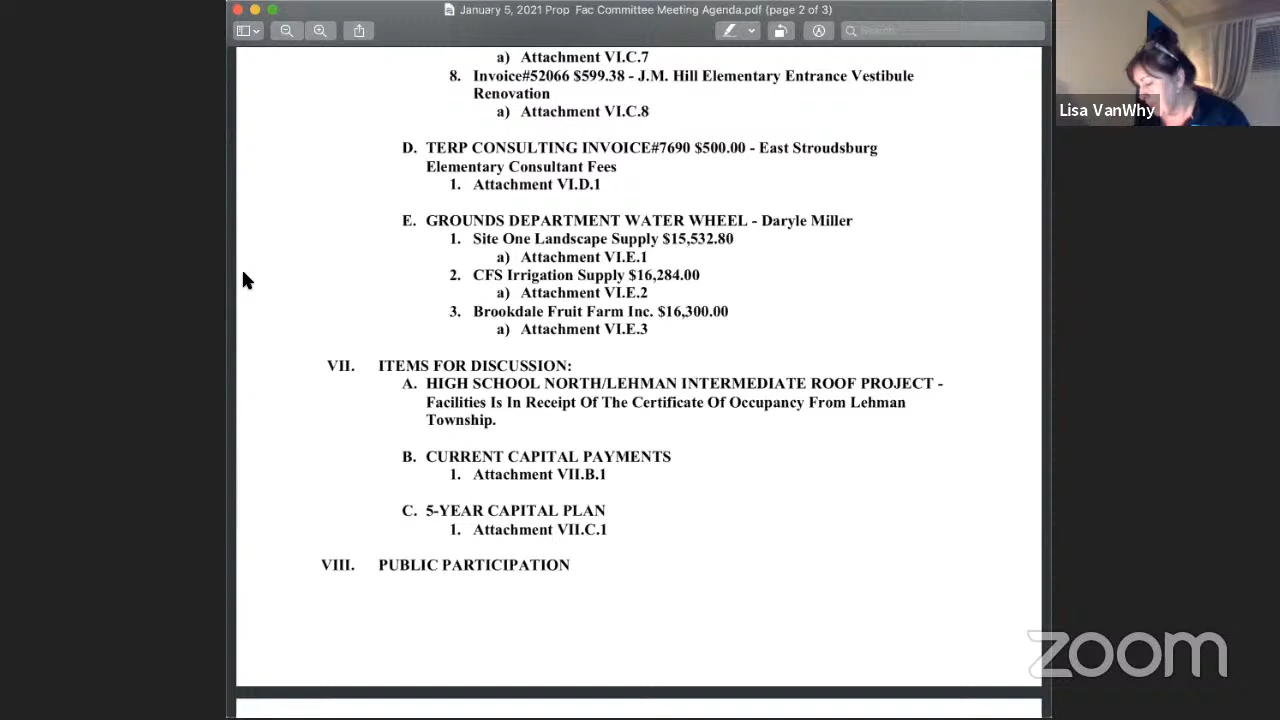 January 5, 2021 Prop Fac Committee Meeting Agenda.pdf (page 2 of 3)
Search
a) Attachment VI.C.7
8. Invoice#52066 $599.38 - J.M. Hill Elementary Entrance Vestibule
Renovation
a) Attachment VI.C.8
D. TERP CONSULTING INVOICE#7690 $500.00 - East Stroudsburg
Elementary Consultant Fees
1. Attachment VI.D.1
E. GROUNDS DEPARTMENT WATER WHEEL - Daryle Miller
1. Site One Landscape Supply $15,532.80
a) Attachment VI.E.1
2. CFS Irrigation Supply $16,284.00
a) Attachment VI.E.2
3. Brookdale Fruit Farm Inc. $16,300.00
a) Attachment VI.E.3
VII. ITEMS FOR DISCUSSION:
A. HIGH SCHOOL NORTH/LEHMAN INTERMEDIATE ROOF PROJECT -
Facilities Is In Receipt Of The Certificate Of Occupancy From Lehman
Township.
B. CURRENT CAPITAL PAYMENTS
1. Attachment VII.B.1
C. 5-YEAR CAPITAL PLAN
1. Attachment VII.C.1
VIII. PUBLIC PARTICIPATION
Lisa VanWhy
zoom